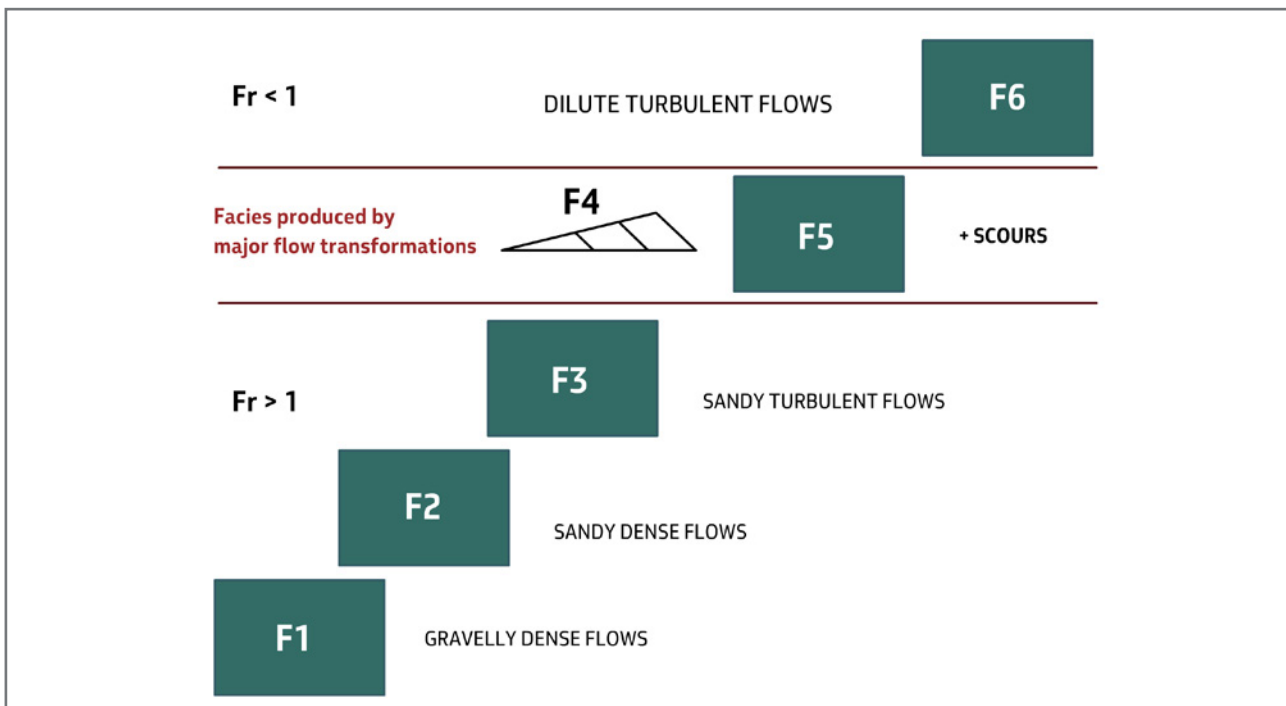 Fr < 1
DILUTE TURBULENT FLOWS
F6
Facies produced by
major flow transformations
F4
F5
+ SCOURS
Fr > 1
F3
SANDY TURBULENT FLOWS
F2
SANDY DENSE FLOWS
F1
GRAVELLY DENSE FLOWS